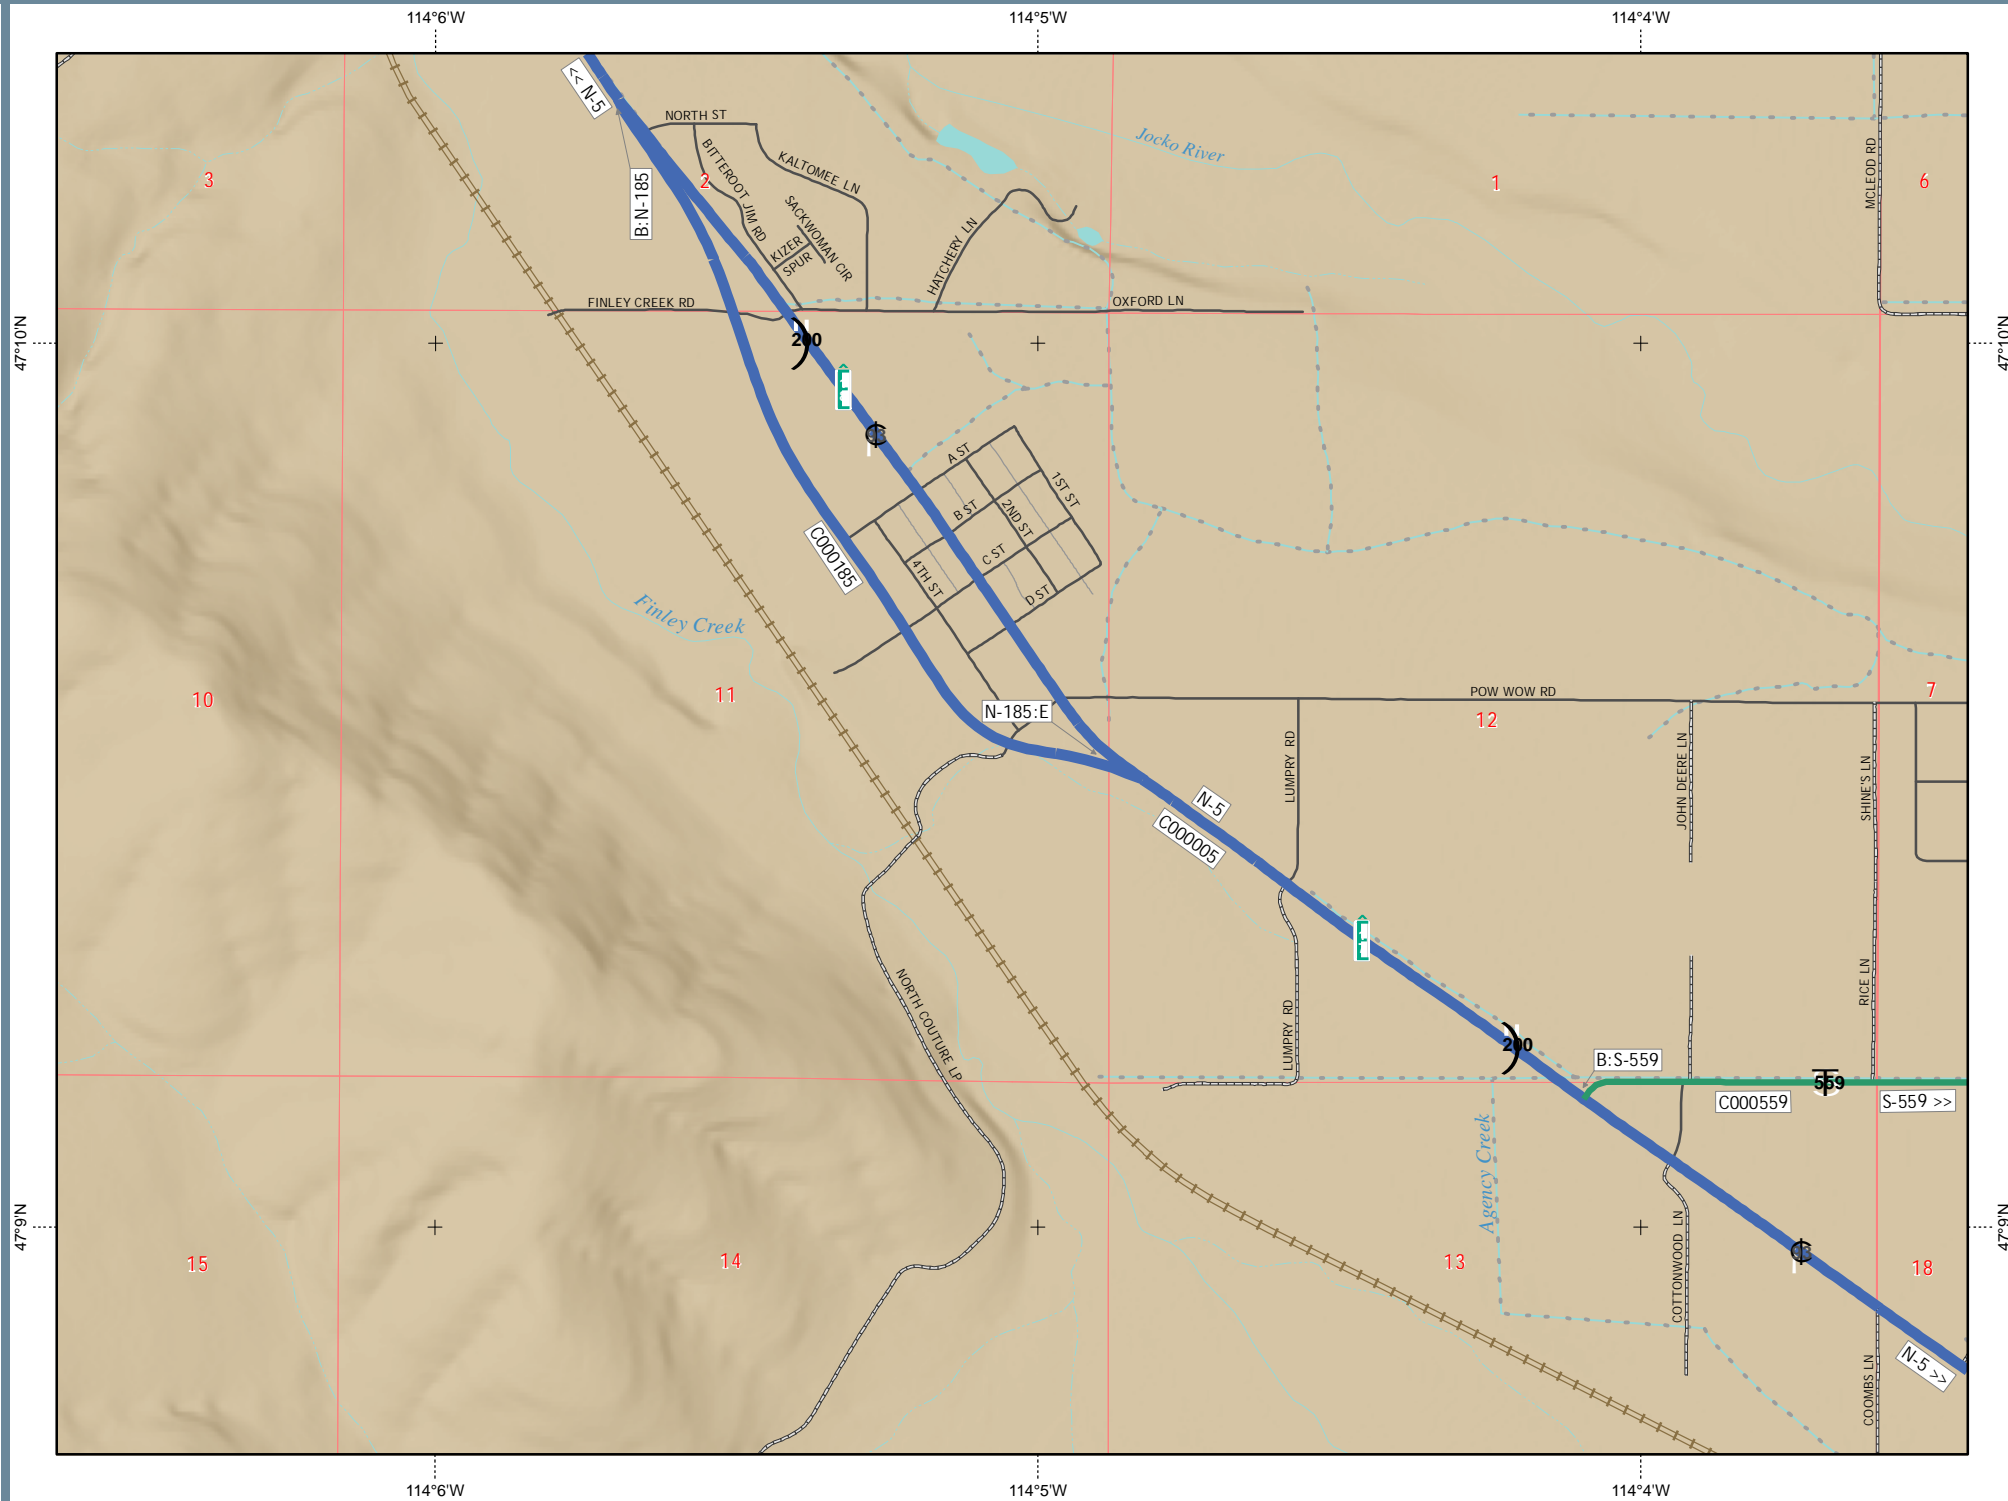 114°6'W
114°5'W
114°4'W
<< N-5
NORTH ST
BITTEROOT JIM RD
KALTOMEE LN
SACKWOMAN CIR
KIZER
SPUR
HATCHERY LN
Jocko River
MCLEOD RD
3
2
1
6
B:N-185
FINLEY CREEK RD
OXFORD LN
47°10'N
47°10'N
200
A ST
B ST
C ST
D ST
1ST ST
2ND ST
4TH ST
C000185
Finley Creek
10
11
12
7
N-185:E
POW WOW RD
LUMPRY RD
JOHN DEERE LN
SHINE'S LN
N-5
C000005
NORTH COUTURE LP
LUMPRY RD
RICE LN
200
B:S-559
559
C000559
S-559 >>
Agency Creek
COTTONWOOD LN
47°9'N
47°9'N
15
14
13
18
COOMBS LN
N-5 >>
114°6'W
114°5'W
114°4'W